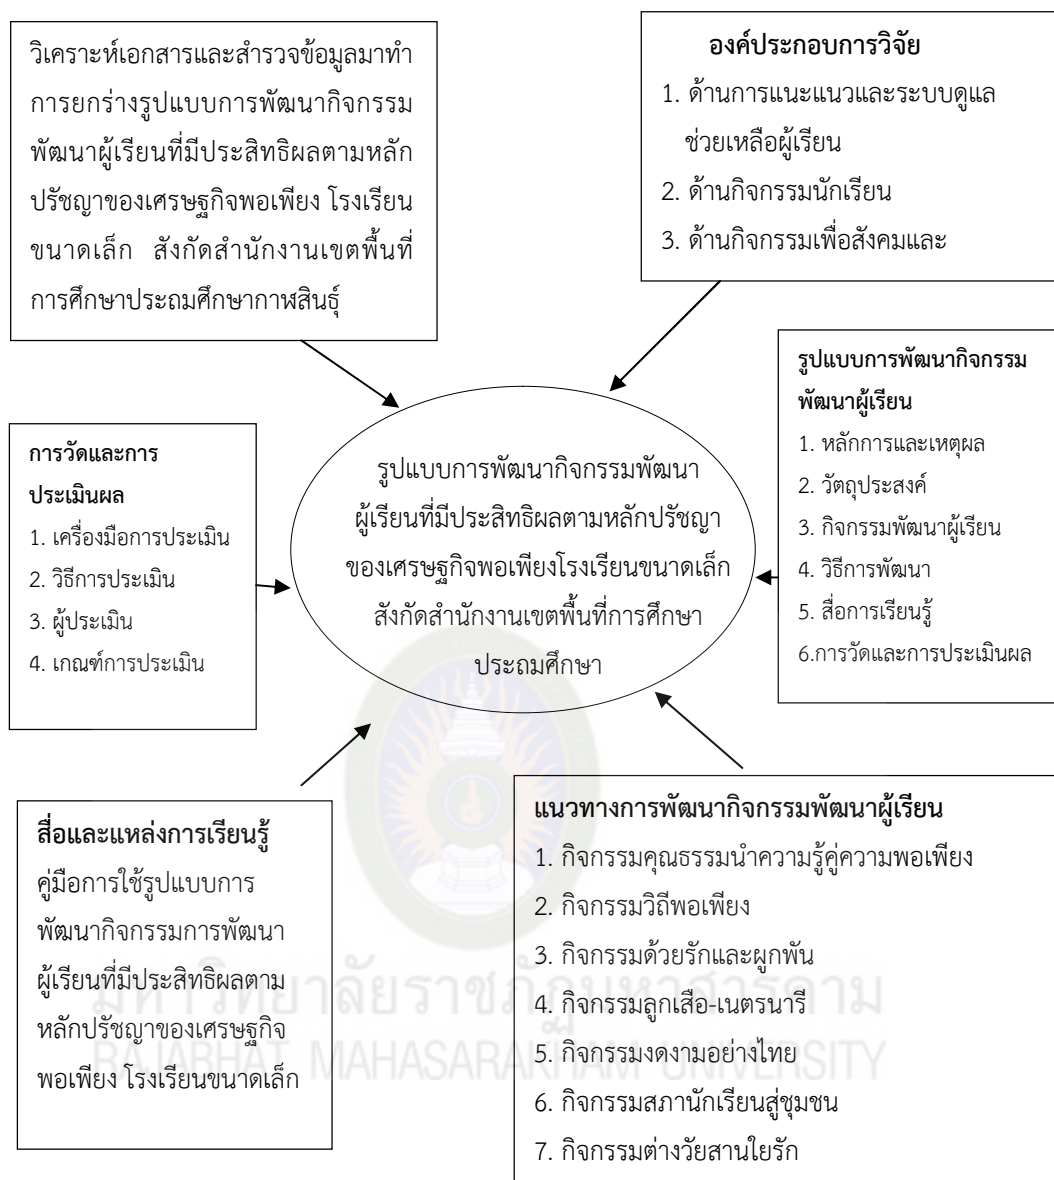 วิเคราะห์เอกสารและสำรวจข้อมูลมาทำ
การยกร่างรูปแบบการพัฒนากิจกรรม
พัฒนาผู้เรียนที่มีประสิทธิผลตามหลัก
ปรัชญาของเศรษฐกิจพอเพียง โรงเรียน
ขนาดเล็ก สังกัดสำนักงานเขตพื้นที่
การศึกษาประถมศึกษากาฬสินธุ์
องค์ประกอบการวิจัย
1. ด้านการแนะแนวและระบบดูแล
ช่วยเหลือผู้เรียน
2. ด้านกิจกรรมนักเรียน
3. ด้านกิจกรรมเพื่อสังคมและ
รูปแบบการพัฒนากิจกรรม
พัฒนาผู้เรียน
1. หลักการและเหตุผล
2. วัตถุประสงค์
3. กิจกรรมพัฒนาผู้เรียน
4. วิธีการพัฒนา
5. สื่อการเรียนรู้
6.การวัดและการประเมินผล
การวัดและการ
ประเมินผล
1. เครื่องมือการประเมิน
2. วิธีการประเมิน
3. ผู้ประเมิน
4. เกณฑ์การประเมิน
รูปแบบการพัฒนากิจกรรมพัฒนา
ผู้เรียนที่มีประสิทธิผลตามหลักปรัชญา
ของเศรษฐกิจพอเพียงโรงเรียนขนาดเล็ก
สังกัดสำนักงานเขตพื้นที่การศึกษา
ประถมศึกษา
สื่อและแหล่งการเรียนรู้
คู่มือการใช้รูปแบบการ
พัฒนากิจกรรมการพัฒนา
ผู้เรียนที่มีประสิทธิผลตาม
หลักปรัชญาของเศรษฐกิจ
พอเพียง โรงเรียนขนาดเล็ก
แนวทางการพัฒนากิจกรรมพัฒนาผู้เรียน
1. กิจกรรมคุณธรรมนำความรู้คู่ความพอเพียง
2. กิจกรรมวิถีพอเพียง
3. กิจกรรมด้วยรักและผูกพัน
4. กิจกรรมลูกเสือ-เนตรนารี
5. กิจกรรมงดงามอย่างไทย
6. กิจกรรมสภานักเรียนสู่ชุมชน
7. กิจกรรมต่างวัยสานใยรัก
มหาวิทยาลัยราชภัฏมหาสารคาม
RAJABHAT MAHASARAKHAM UNIVERSITY